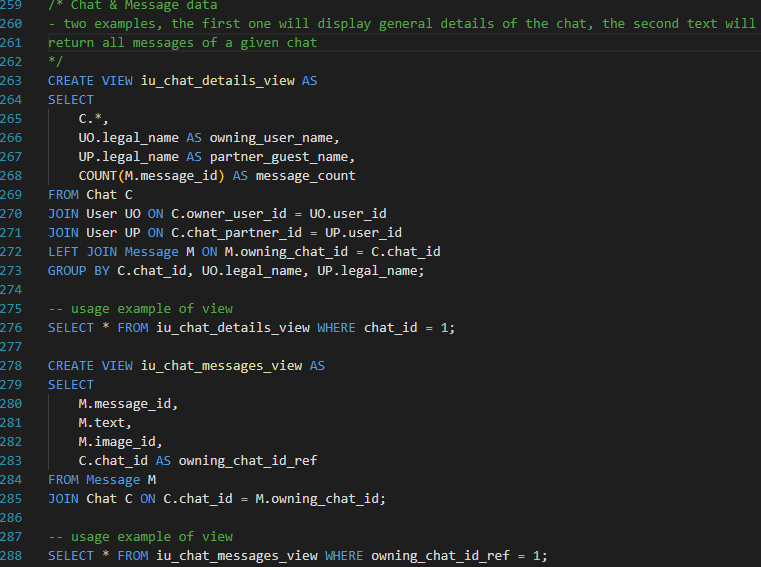 259 /* Chat & Message data
260 - two examples, the first one will display general details of the chat, the second text will
261 return all messages of a given chat
262 */
263 CREATE VIEW iu_chat_details_view AS
264 SELECT
265     C.*,
266     UO.legal_name AS owning_user_name,
267     UP.legal_name AS partner_guest_name,
268     COUNT(M.message_id) AS message_count
269 FROM Chat C
270 JOIN User UO ON C.owner_user_id = UO.user_id
271 JOIN User UP ON C.chat_partner_id = UP.user_id
272 LEFT JOIN Message M ON M.owning_chat_id = C.chat_id
273 GROUP BY C.chat_id, UO.legal_name, UP.legal_name;
274
275 -- usage example of view
276 SELECT * FROM iu_chat_details_view WHERE chat_id = 1;
277
278 CREATE VIEW iu_chat_messages_view AS
279 SELECT
280     M.message_id,
281     M.text,
282     M.image_id,
283     C.chat_id AS owning_chat_id_ref
284 FROM Message M
285 JOIN Chat C ON C.chat_id = M.owning_chat_id;
286
287 -- usage example of view
288 SELECT * FROM iu_chat_messages_view WHERE owning_chat_id_ref = 1;